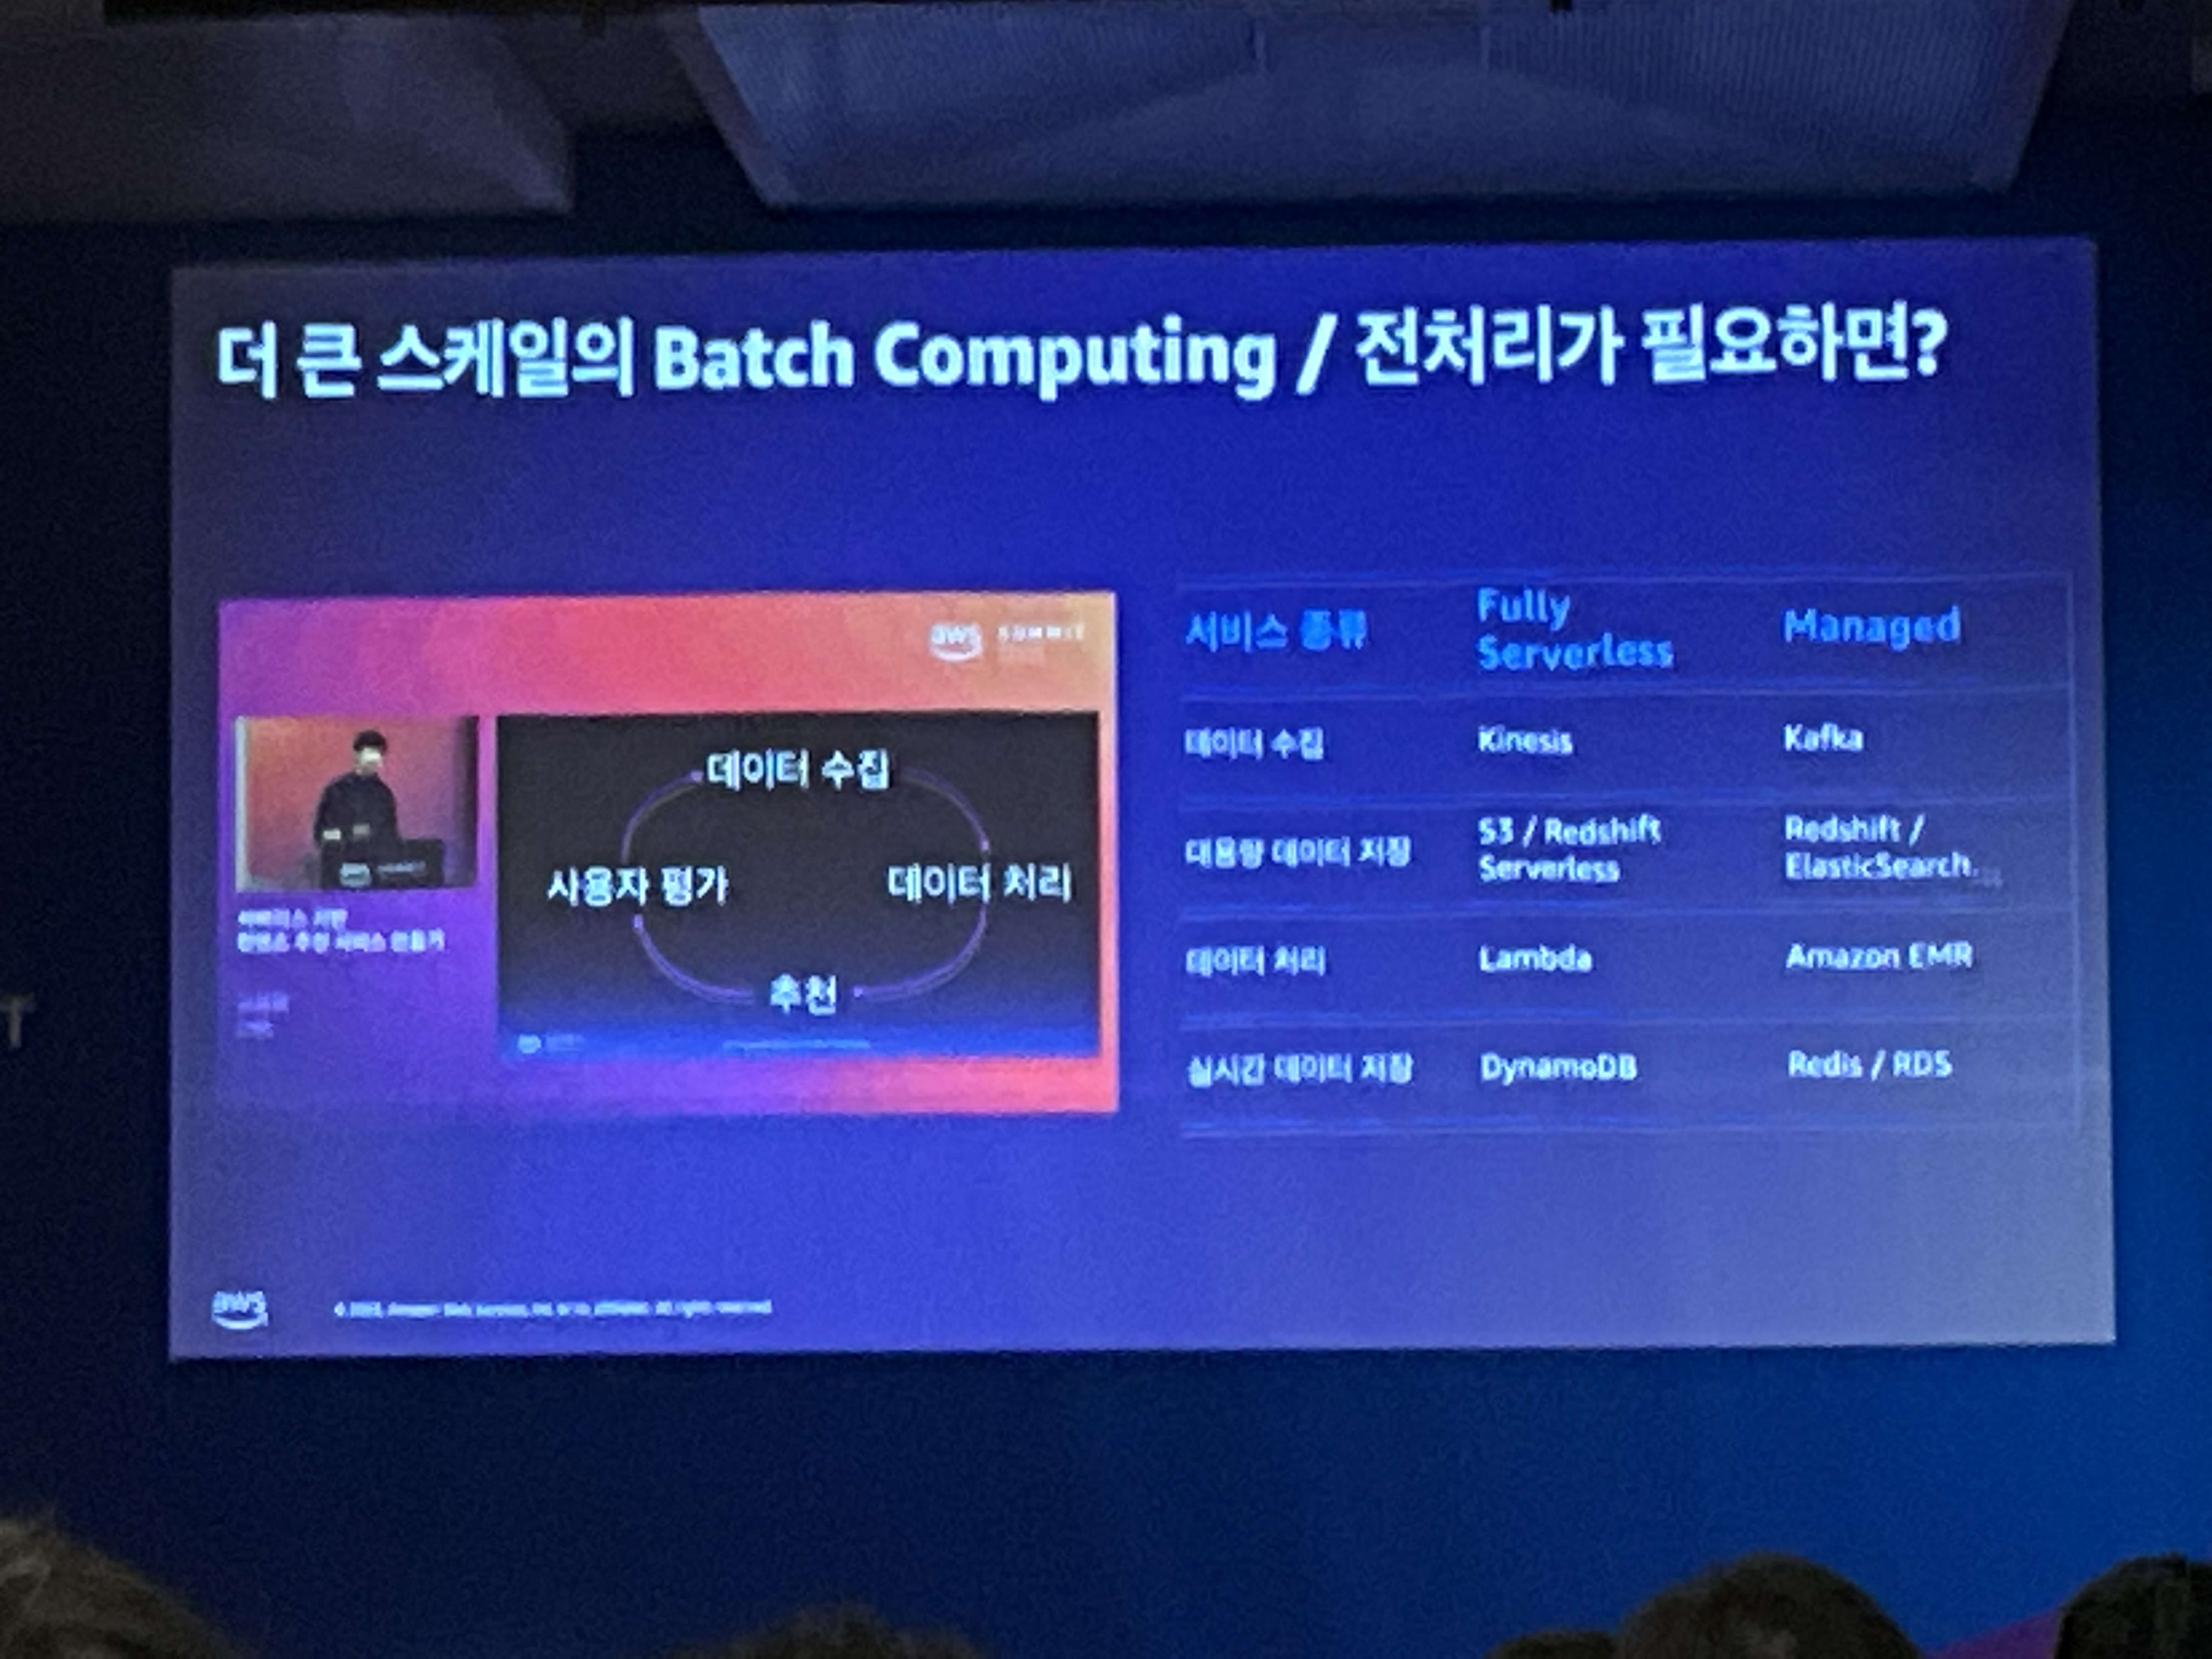 더 큰 스케일의 Batch Computing / 전처리가 필요하면?
aws SUMMIT
데이터 수집
사용자 평가
데이터 처리
추천
서버리스 기반
컨텐츠 추천 서비스 만들기
서비스 종류 Fully Serverless Managed
데이터 수집 Kinesis Kafka
대용량 데이터 저장 S3 / Redshift Serverless Redshift / ElasticSearch...
데이터 처리 Lambda Amazon EMR
실시간 데이터 저장 DynamoDB Redis / RDS
aws
Amazon Web Services, Inc. or its affiliates. All rights reserved.
T